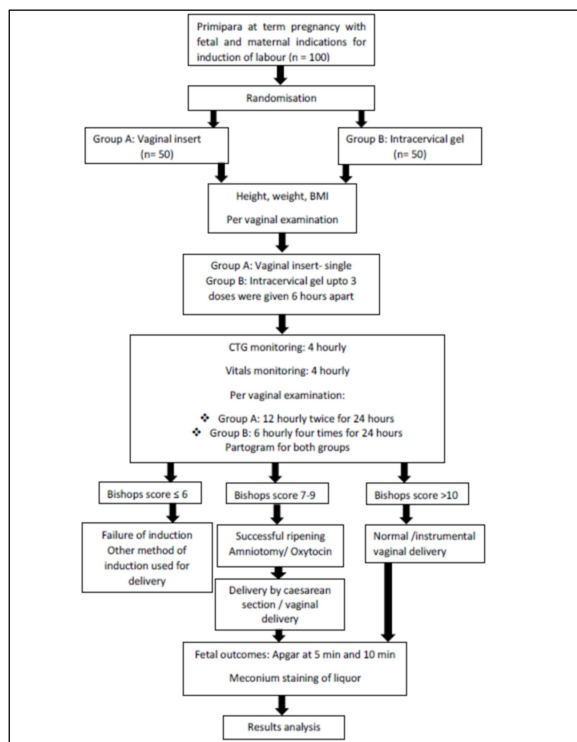 Primipara at term pregnancy with
fetal and maternal indications for
induction of labour (n = 100)
Randomisation
Group A: Vaginal insert
(n= 50)
Group B: Intracervical gel
(n= 50)
Height, weight, BMI
Per vaginal examination
Group A: Vaginal insert- single
Group B: Intracervical gel upto 3
doses were given 6 hours apart
CTG monitoring: 4 hourly
Vitals monitoring: 4 hourly
Per vaginal examination:
❖ Group A: 12 hourly twice for 24 hours
❖ Group B: 6 hourly four times for 24 hours
Partogram for both groups
Bishops score ≤ 6
Bishops score 7-9
Bishops score >10
Failure of induction
Other method of
induction used for
delivery
Successful ripening
Amniotomy/ Oxytocin
Normal /instrumental
vaginal delivery
Delivery by caesarean
section / vaginal
delivery
Fetal outcomes: Apgar at 5 min and 10 min
Meconium staining of liquor
Results analysis